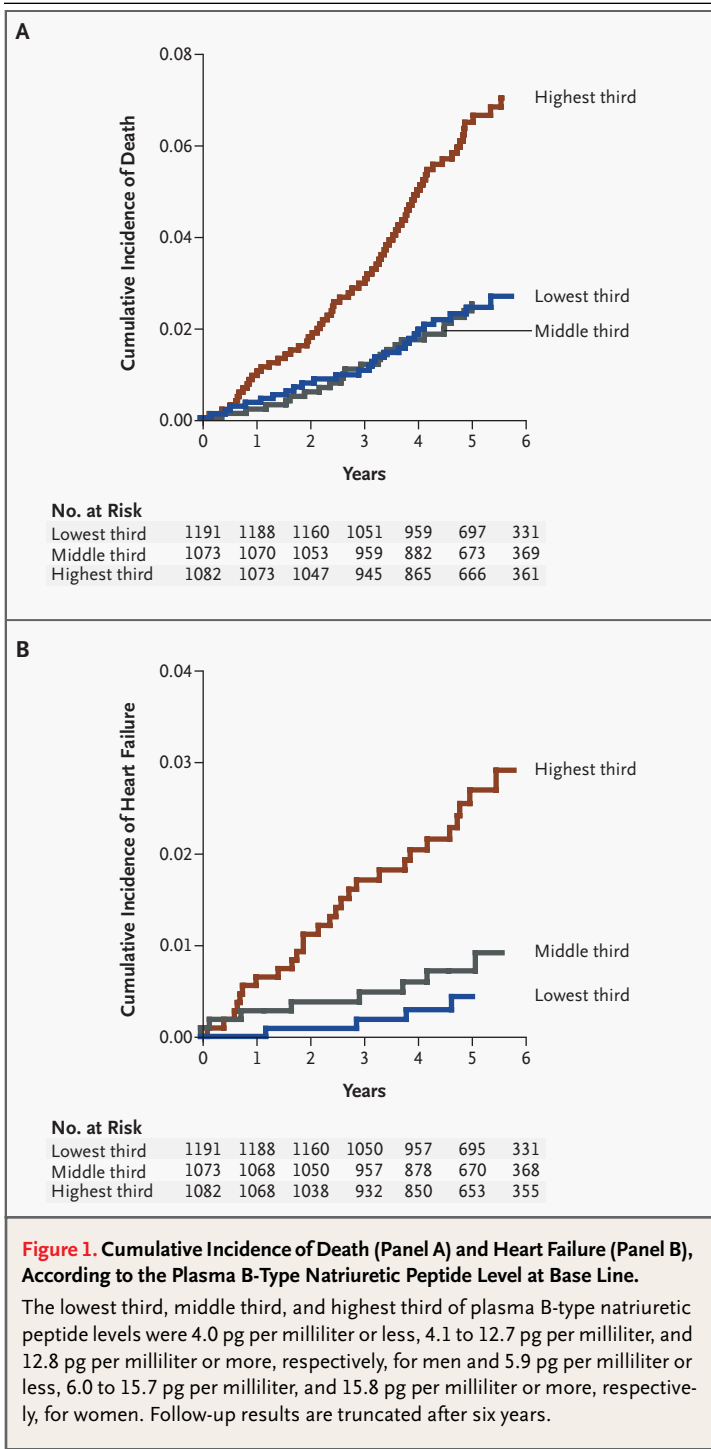 A
0.08
0.06
0.04
0.02
0.00
Cumulative Incidence of Death
Highest third
Lowest third
Middle third
0 1 2 3 4 5 6
Years
No. at Risk
Lowest third 1191 1188 1160 1051 959 697 331
Middle third 1073 1070 1053 959 882 673 369
Highest third 1082 1073 1047 945 865 666 361
B
0.04
0.03
0.02
0.01
0.00
Cumulative Incidence of Heart Failure
Highest third
Middle third
Lowest third
0 1 2 3 4 5 6
Years
No. at Risk
Lowest third 1191 1188 1160 1050 957 695 331
Middle third 1073 1068 1050 957 878 670 368
Highest third 1082 1068 1038 932 850 653 355
Figure 1. Cumulative Incidence of Death (Panel A) and Heart Failure (Panel B),
According to the Plasma B-Type Natriuretic Peptide Level at Base Line.
The lowest third, middle third, and highest third of plasma B-type natriuretic
peptide levels were 4.0 pg per milliliter or less, 4.1 to 12.7 pg per milliliter, and
12.8 pg per milliliter or more, respectively, for men and 5.9 pg per milliliter or
less, 6.0 to 15.7 pg per milliliter, and 15.8 pg per milliliter or more, respective-
ly, for women. Follow-up results are truncated after six years.